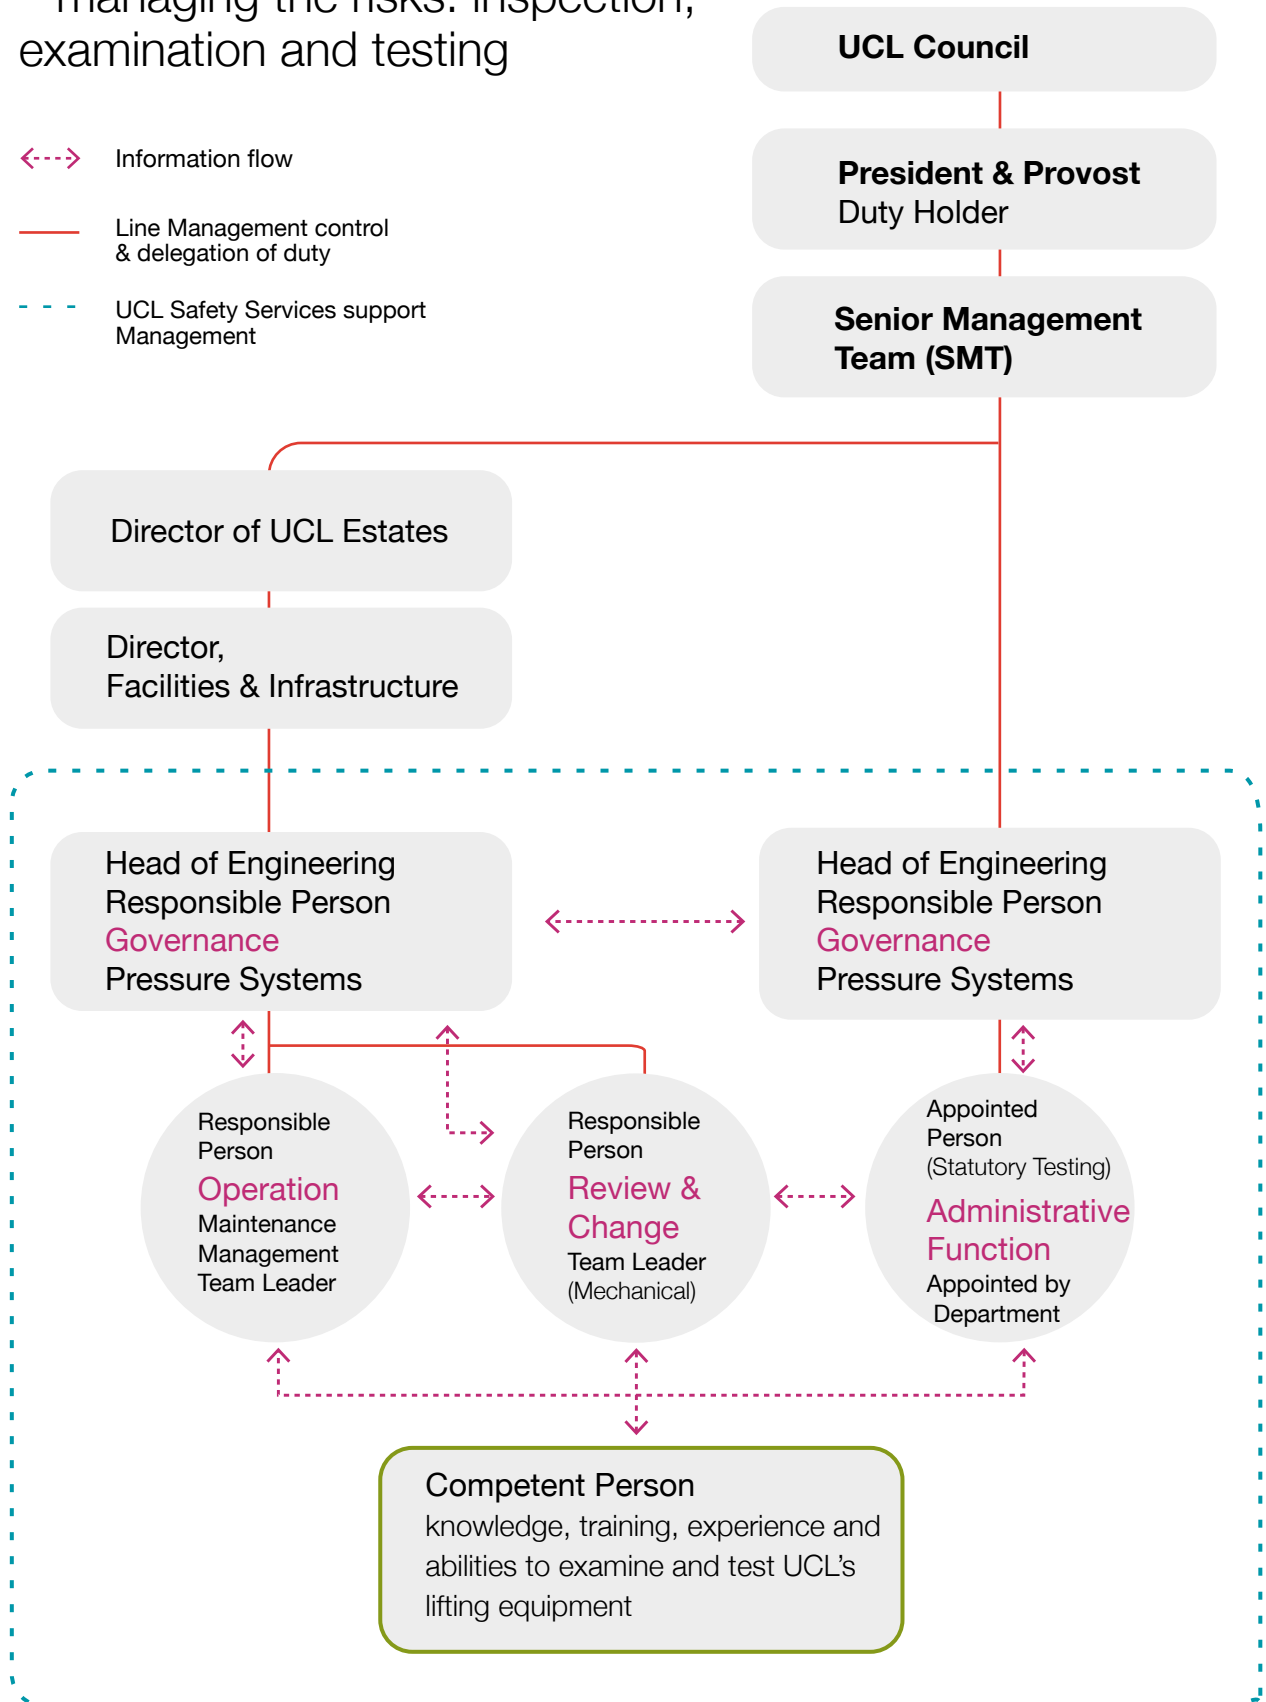 managing the risks: inspection,
examination and testing
Information flow
Line Management control
& delegation of duty
UCL Safety Services support
Management
UCL Council
President & Provost
Duty Holder
Senior Management
Team (SMT)
Director of UCL Estates
Director,
Facilities & Infrastructure
Head of Engineering
Responsible Person
Governance
Pressure Systems
Head of Engineering
Responsible Person
Governance
Pressure Systems
Responsible
Person
Operation
Maintenance
Management
Team Leader
Responsible
Person
Review &
Change
Team Leader
(Mechanical)
Appointed
Person
(Statutory Testing)
Administrative
Function
Appointed by
Department
Competent Person
knowledge, training, experience and
abilities to examine and test UCL’s
lifting equipment